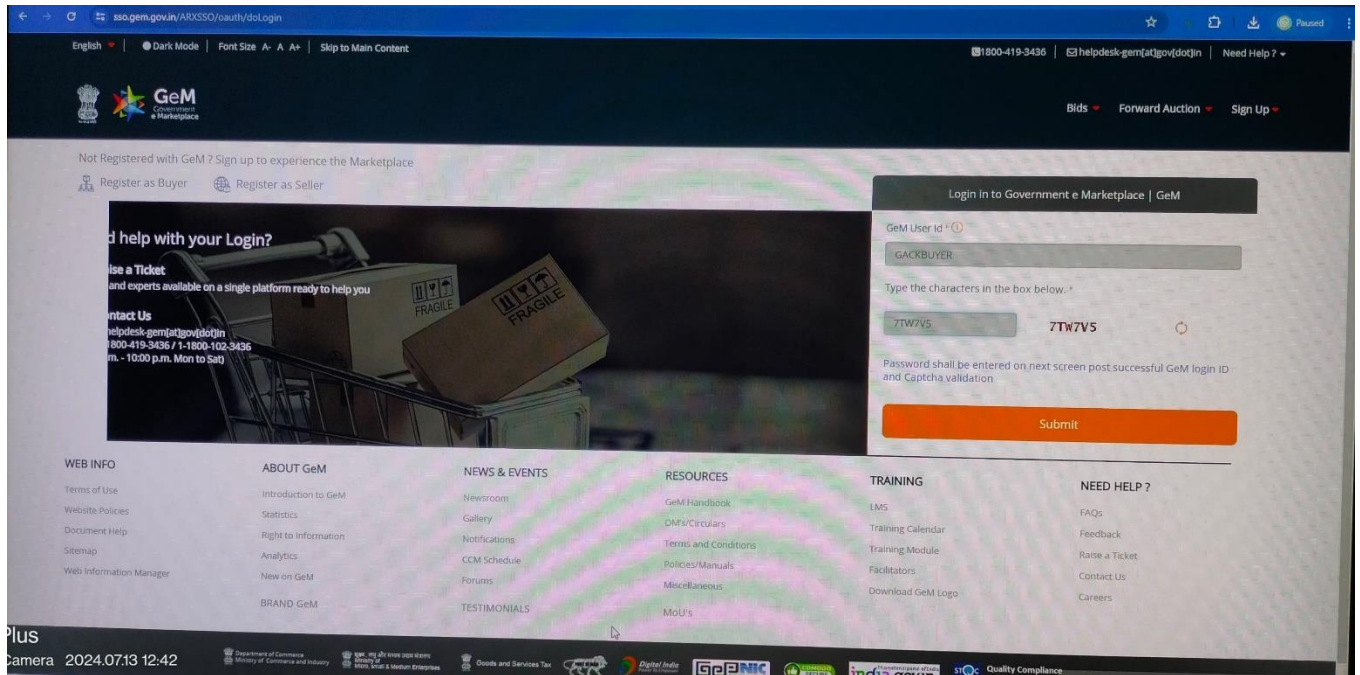 sso.gem.gov.in/ARXSSO/oauth/doLogin
Paused
English | Dark Mode | Font Size A- A A+ | Skip to Main Content
1800-419-3436 | helpdesk-gem[at]gov[dot]in | Need Help ?
GeM
Government
e Marketplace
Bids Forward Auction Sign Up
Not Registered with GeM ? Sign up to experience the Marketplace
Register as Buyer Register as Seller
d help with your Login?
ise a Ticket
and experts available on a single platform ready to help you
ntact Us
helpdesk-gem[at]gov[dot]in
1800-419-3436 / 1-1800-102-3436
m. - 10:00 p.m. Mon to Sat)
FRAGILE
FRAGILE
Login in to Government e Marketplace | GeM
GeM User Id *
GACKBUYER
Type the characters in the box below. *
7TW7V5 7TW7V5
Password shall be entered on next screen post successful GeM login ID
and Captcha validation
Submit
WEB INFO
Terms of Use
Website Policies
Document Help
Sitemap
Web Information Manager
ABOUT GeM
Introduction to GeM
Statistics
Right to Information
Analytics
New on GeM
BRAND GeM
NEWS & EVENTS
Newsroom
Gallery
Notifications
CCM Schedule
Forums
TESTIMONIALS
RESOURCES
GeM Handbook
OM's/Circulars
Terms and Conditions
Policies/Manuals
Miscellaneous
MoU's
TRAINING
LMS
Training Calendar
Training Module
Facilitators
Download GeM Logo
NEED HELP ?
FAQs
Feedback
Raise a Ticket
Contact Us
Careers
Plus
Camera 2024.07.13 12:42
Department of Commerce
Ministry of Commerce and Industry
Ministry of
Micro, Small & Medium Enterprises
Goods and Services Tax
Digital India
GePNIC
STQC Quality Compliance